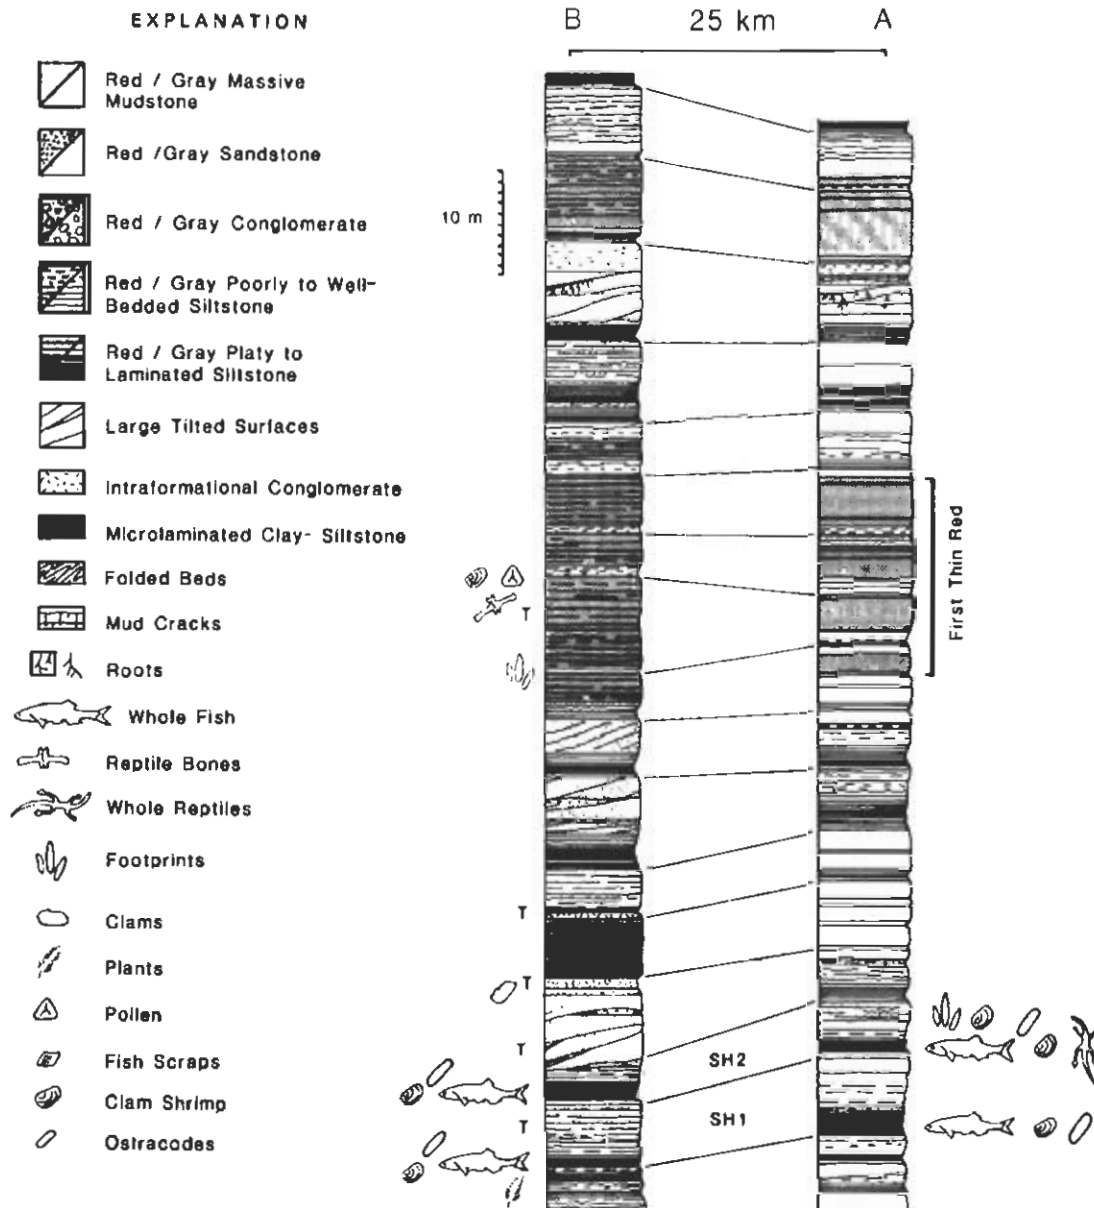 EXPLANATION
Red / Gray Massive
Mudstone
Red /Gray Sandstone
Red / Gray Conglomerate
Red / Gray Poorly to Well-
Bedded Siltstone
Red / Gray Platy to
Laminated Siltstone
Large Tilted Surfaces
Intraformational Conglomerate
Microlaminated Clay- Siltstone
Folded Beds
Mud Cracks
Roots
Whole Fish
Reptile Bones
Whole Reptiles
Footprints
Clams
Plants
Pollen
Fish Scraps
Clam Shrimp
Ostracodes
B
25 km
A
10 m
T
T
T
T
T
SH2
SH1
First Thin Red